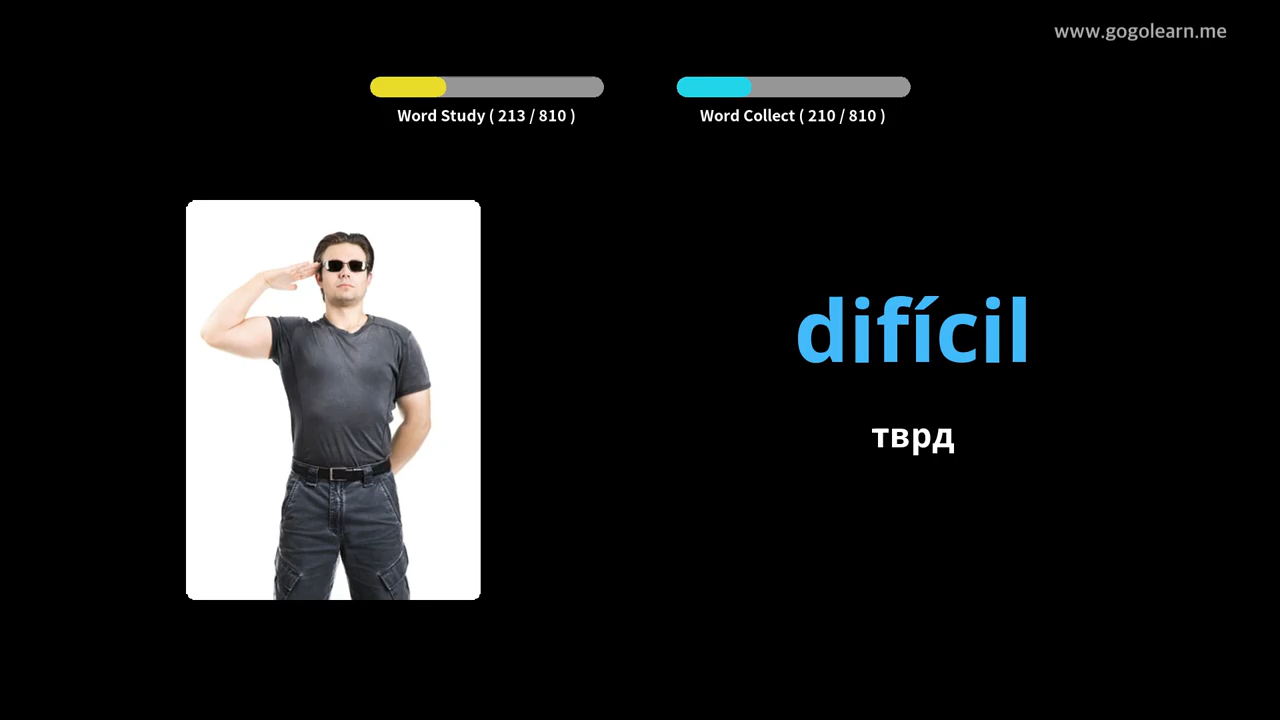 www.gogolearn.me
Word Study ( 213 / 810 )
Word Collect ( 210 / 810 )
difícil
тврд